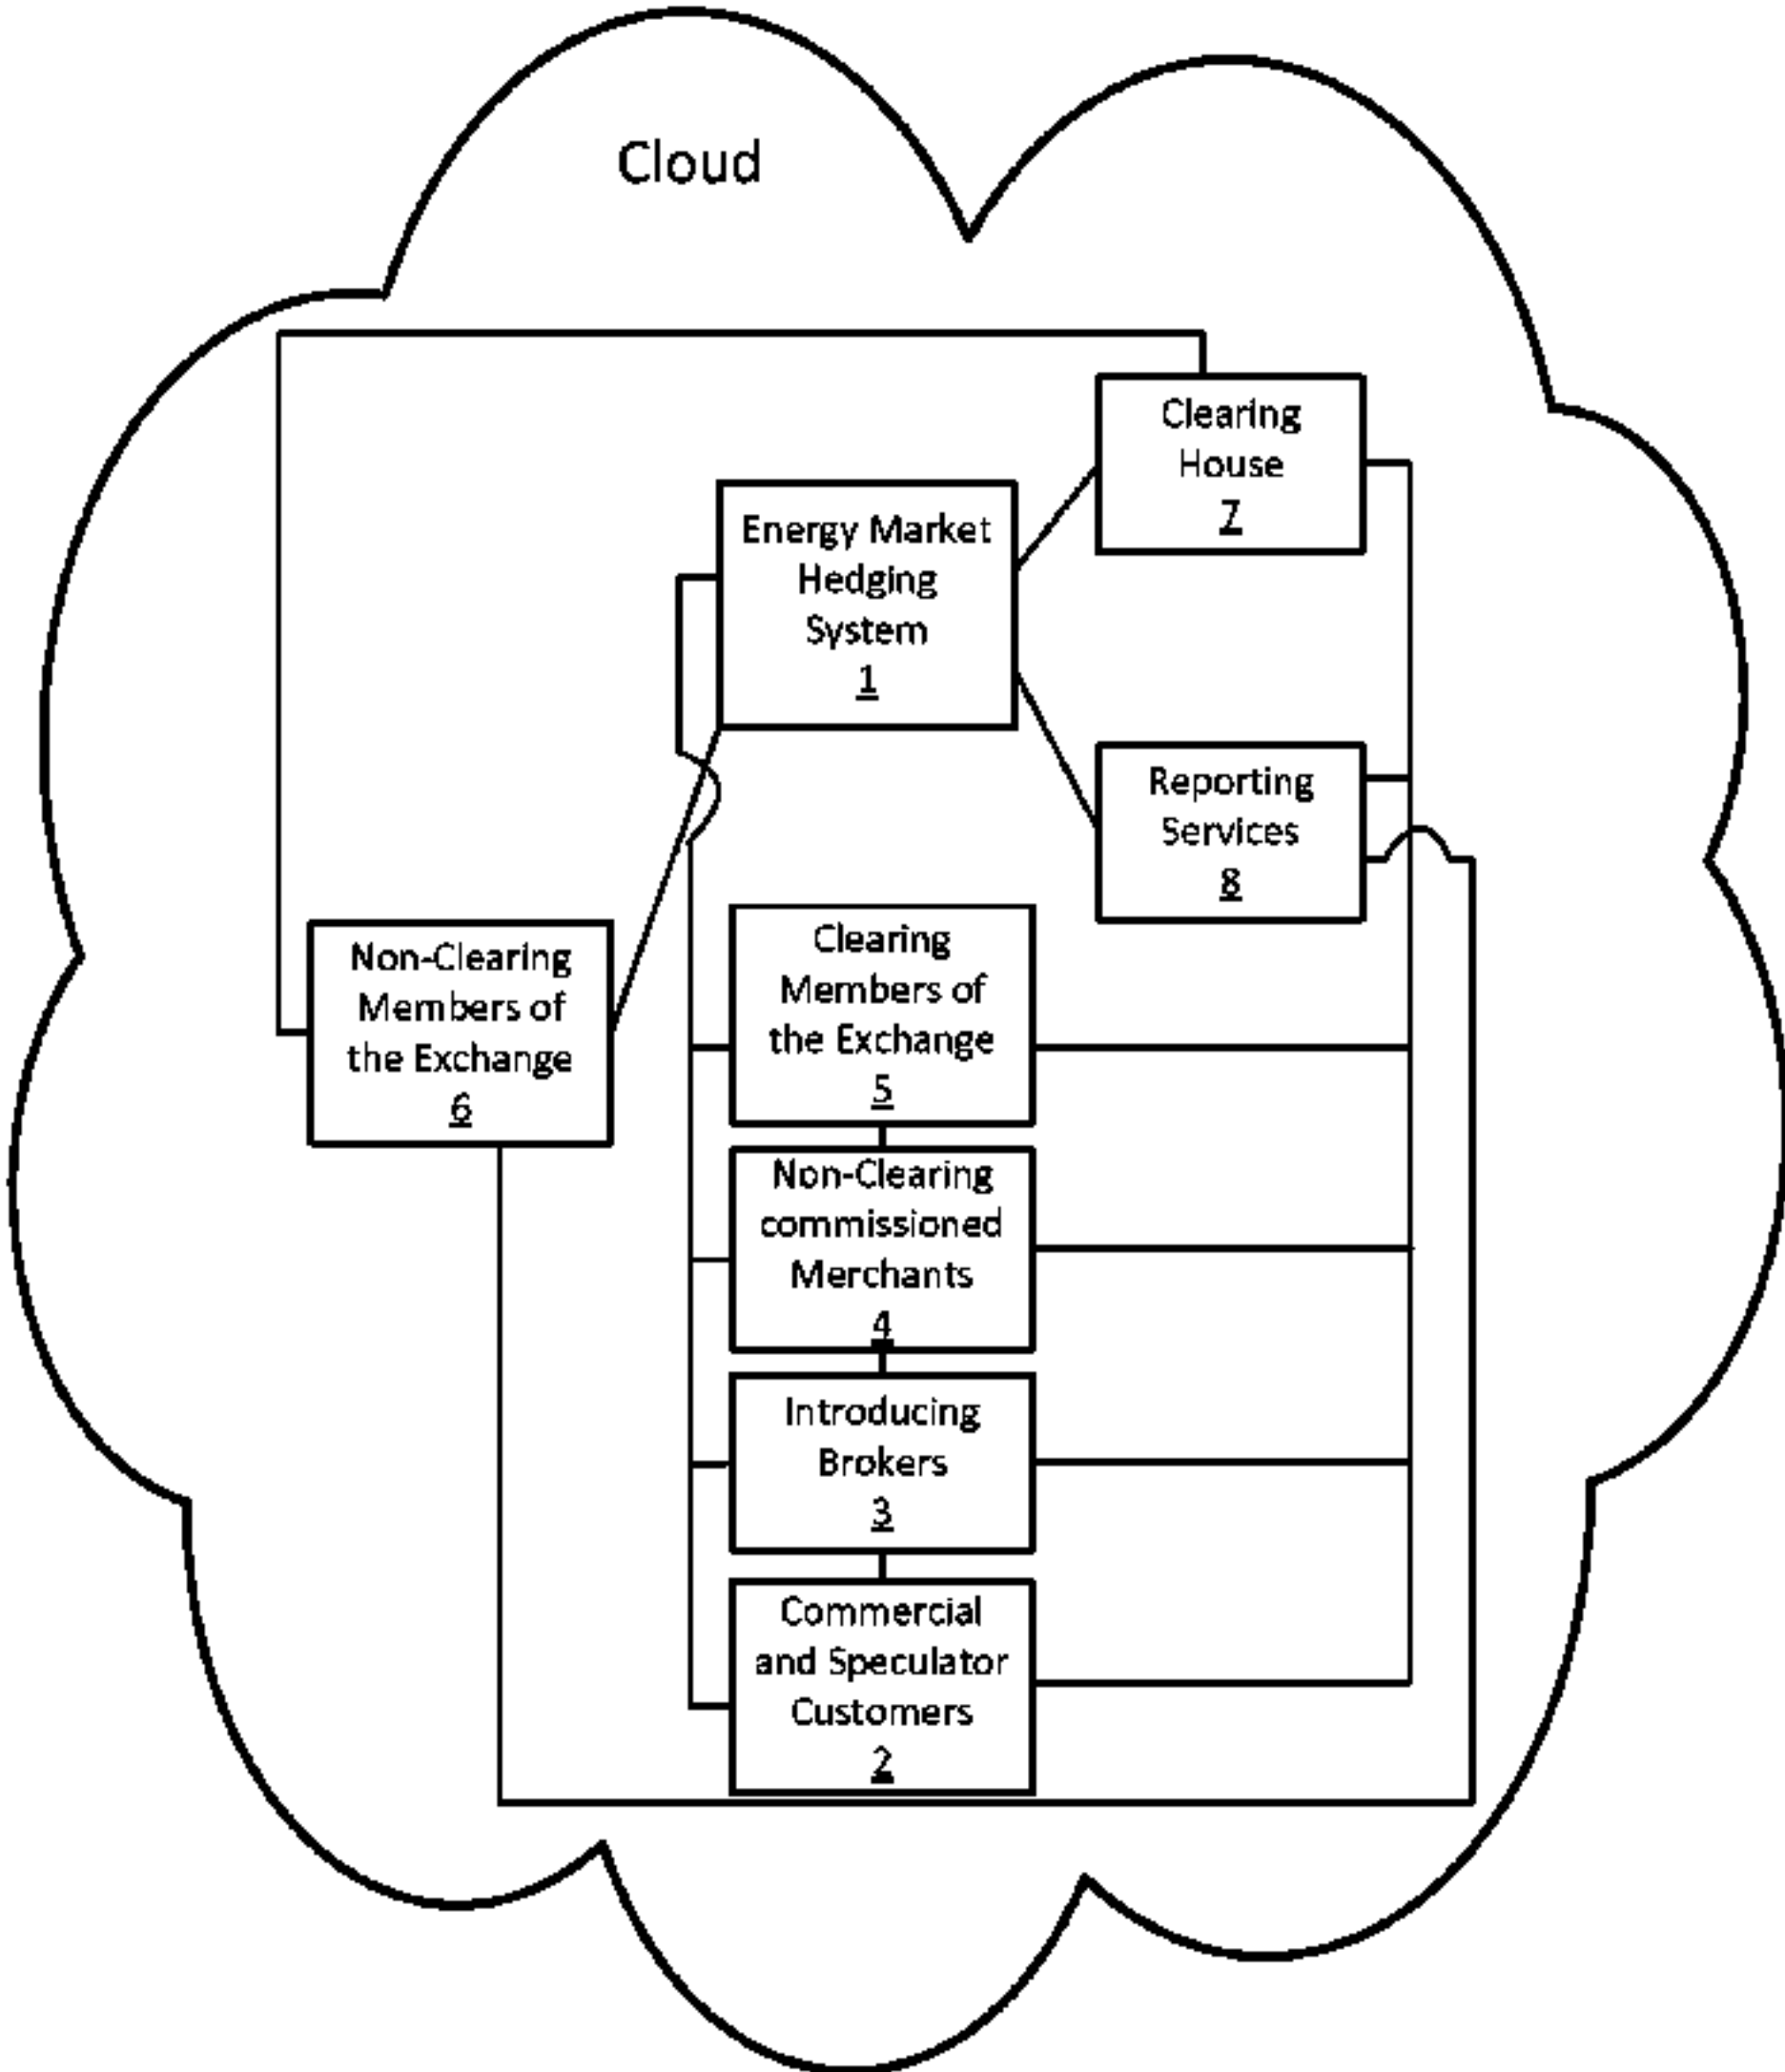 Cloud
Clearing
House
7
Energy Market
Hedging
System
1
Reporting
Services
8
Non-Clearing
Members of
the Exchange
6
Clearing
Members of
the Exchange
5
Non-Clearing
commissioned
Merchants
4
Introducing
Brokers
3
Commercial
and Speculator
Customers
2